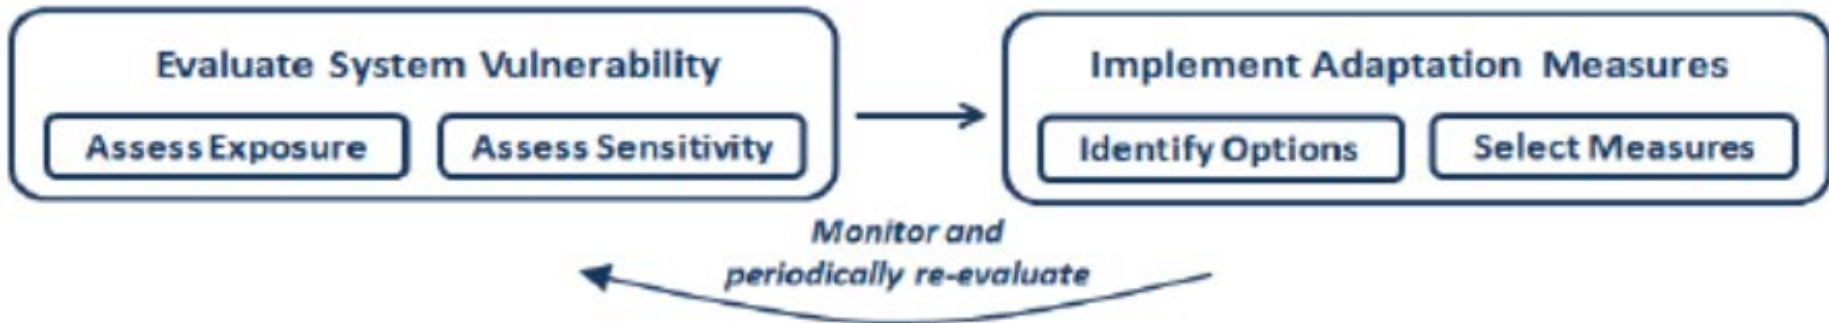 Evaluate System Vulnerability
Assess Exposure
Assess Sensitivity
Implement Adaptation Measures
Identify Options
Select Measures
Monitor and
periodically re-evaluate